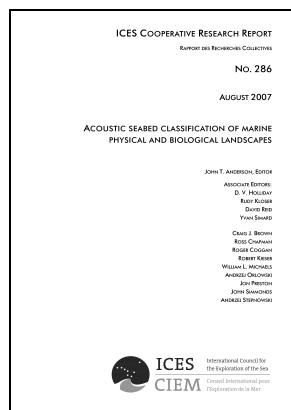 ICES COOPERATIVE RESEARCH REPORT
RAPPORT DES RECHERCHES COLLECTIVES
NO. 286
AUGUST 2007
ACOUSTIC SEABED CLASSIFICATION OF MARINE
PHYSICAL AND BIOLOGICAL LANDSCAPES
JOHN T. ANDERSON, EDITOR
ASSOCIATE EDITORS:
D. V. HOLLIDAY
RUDY KLOSER
DAVID REID
YVAN SIMARD
CRAIG J. BROWN
ROSS CHAPMAN
ROGER COGGAN
ROBERT KIESER
WILLIAM L. MICHAELS
ANDRZEJ ORLOWSKI
JON PRESTON
JOHN SIMMONDS
ANDRZEJ STEPNOWSKI
ICES
CIEM
International Council for
the Exploration of the Sea
Conseil International pour
l'Exploration de la Mer